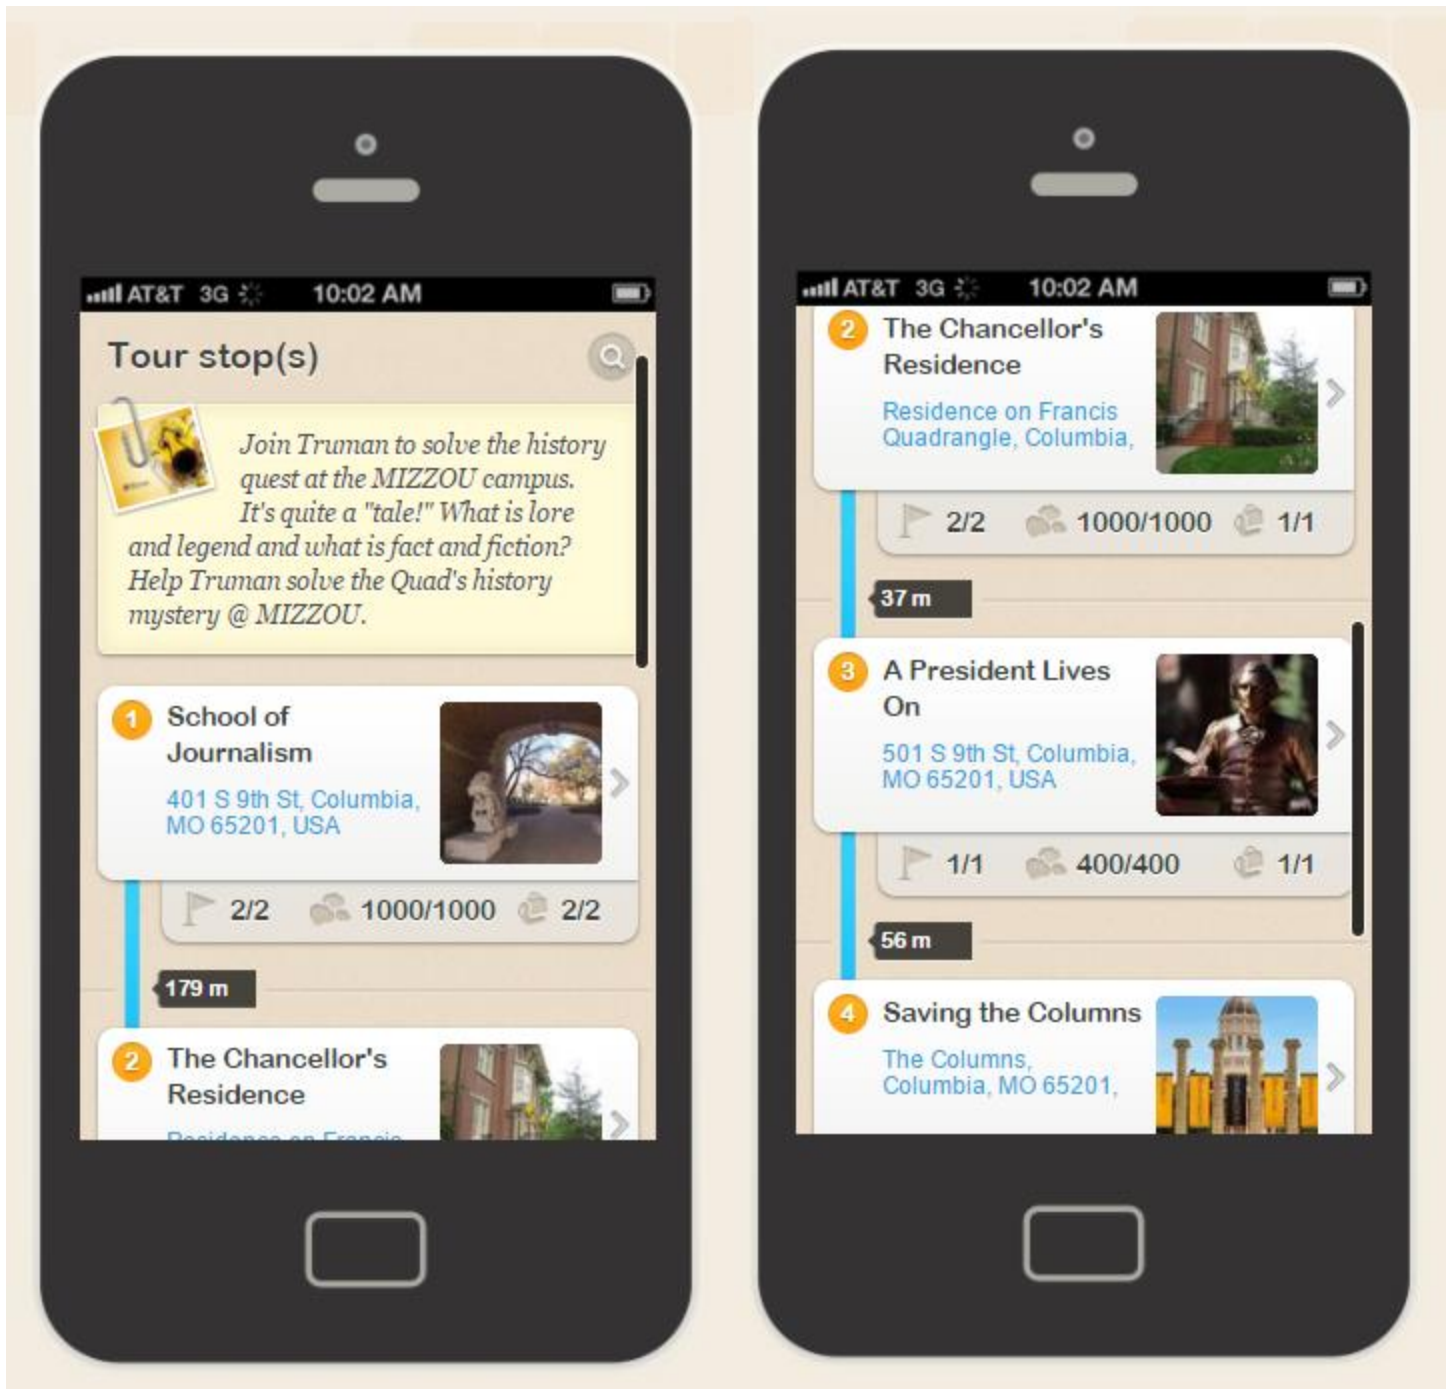 AT&T 3G 10:02 AM
Tour stop(s)
Join Truman to solve the history
quest at the MIZZOU campus.
It's quite a "tale!" What is lore
and legend and what is fact and fiction?
Help Truman solve the Quad's history
mystery @ MIZZOU.
1 School of
Journalism
401 S 9th St, Columbia,
MO 65201, USA
2/2 1000/1000 2/2
179 m
2 The Chancellor's
Residence
Residence on Francis
AT&T 3G 10:02 AM
2 The Chancellor's
Residence
Residence on Francis
Quadrangle, Columbia,
2/2 1000/1000 1/1
37 m
3 A President Lives
On
501 S 9th St, Columbia,
MO 65201, USA
1/1 400/400 1/1
56 m
4 Saving the Columns
The Columns,
Columbia, MO 65201,